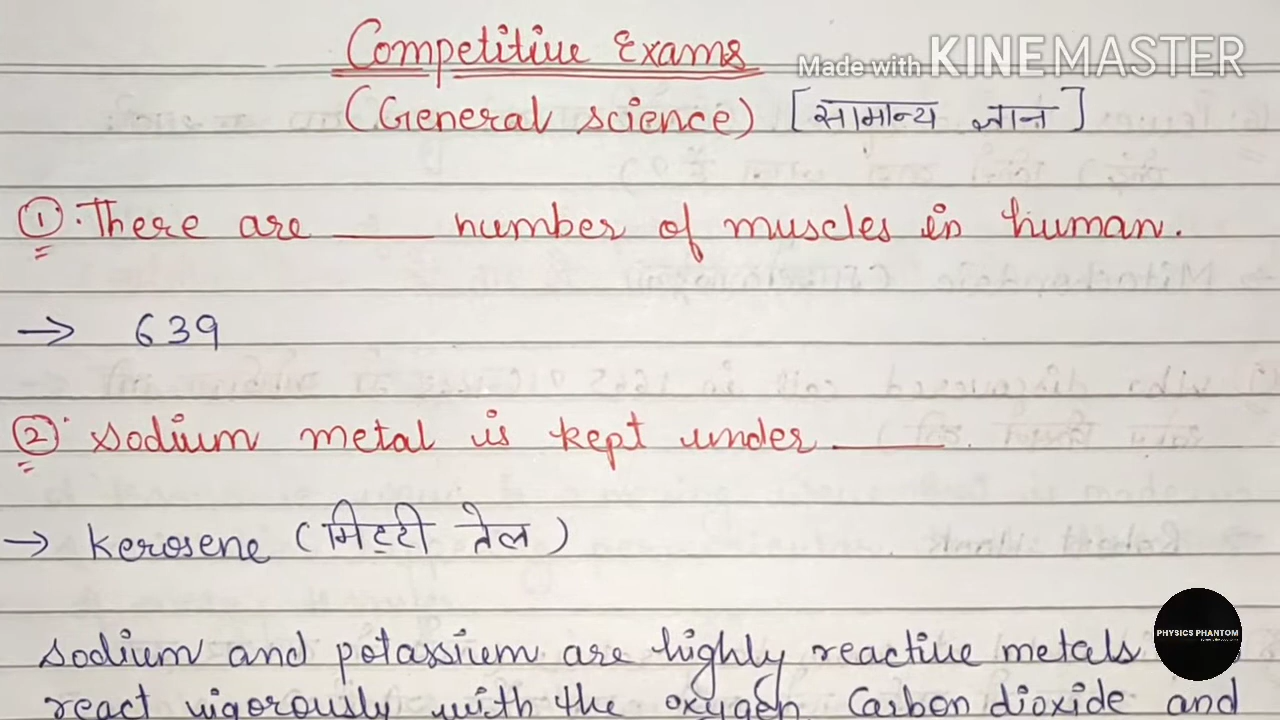 Competitive Exams
Made with KINEMASTER
(General science) [सामान्य ज्ञान]
①. There are ____ number of muscles in human.
→ 639
②. Sodium metal is kept under ____.
→ Kerosene (मिटटी तेल)
PHYSICS PHANTOM
Sodium and potassium are highly reactive metals
react vigorously with the oxygen, Carbon dioxide and